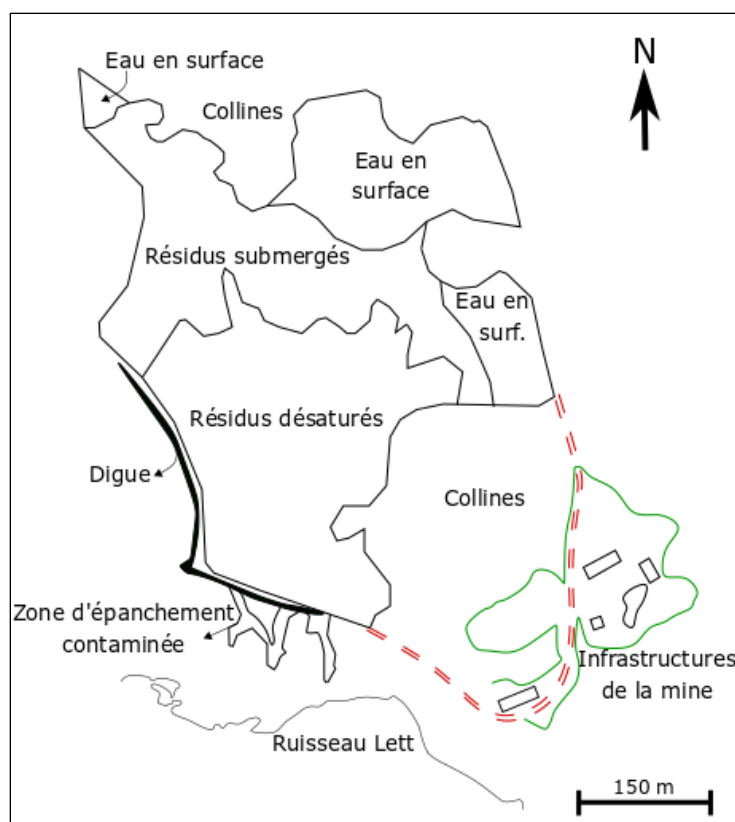 Eau en surface
N
Collines
Eau en
surface
Résidus submergés
Eau en
surf.
Résidus désaturés
Digue
Collines
Zone d'épanchement
contaminée
Infrastructures
de la mine
Ruisseau Lett
150 m